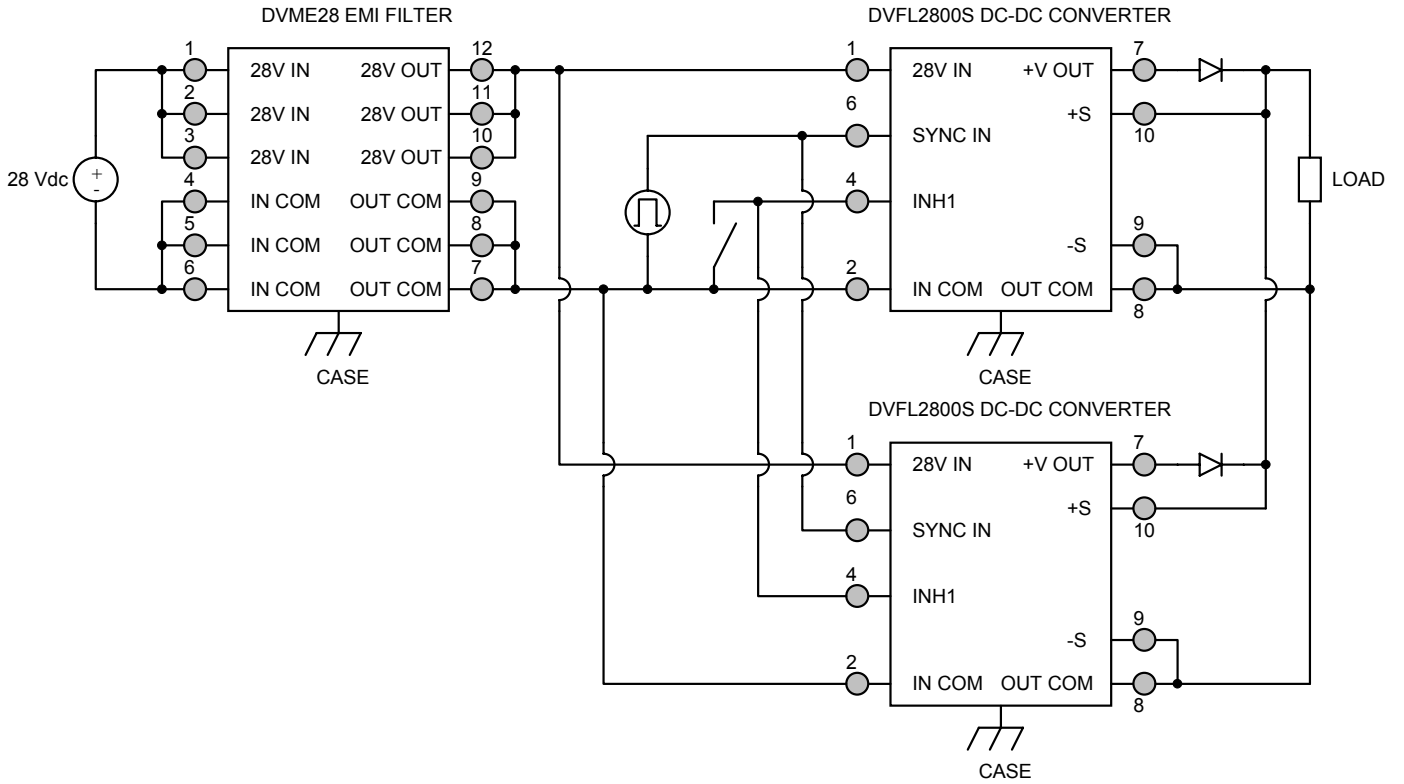 DVME28 EMI FILTER
DVFL2800S DC-DC CONVERTER
1 28V IN 28V OUT 12
2 28V IN 28V OUT 11
3 28V IN 28V OUT 10
4 IN COM OUT COM 9
5 IN COM OUT COM 8
6 IN COM OUT COM 7
28 Vdc
+
-
CASE
1 28V IN +V OUT 7
+S 10
6 SYNC IN
4 INH1
-S 9
2 IN COM OUT COM 8
LOAD
CASE
DVFL2800S DC-DC CONVERTER
1 28V IN +V OUT 7
+S 10
6 SYNC IN
4 INH1
-S 9
2 IN COM OUT COM 8
CASE